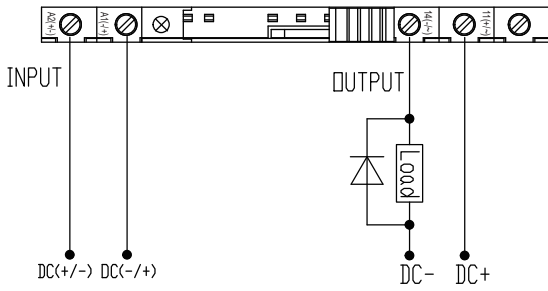 A2(+/-)
A1(-/+)
14(-/~)
11(+/~)
INPUT
OUTPUT
Load
DC(+/-) DC(-/+)
DC- DC+